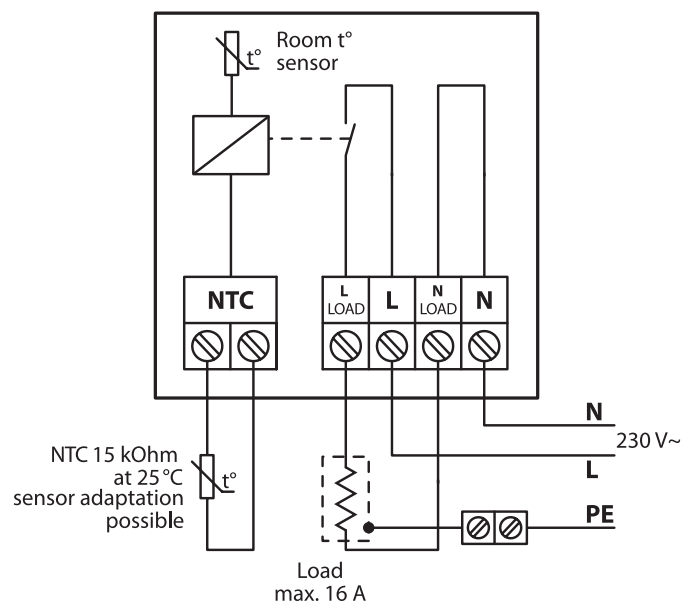 Room t°
sensor
t°
NTC
L
LOAD
L
N
LOAD
N
N
230 V~
L
NTC 15 kOhm
at 25 °C
sensor adaptation
possible
t°
PE
Load
max. 16 A